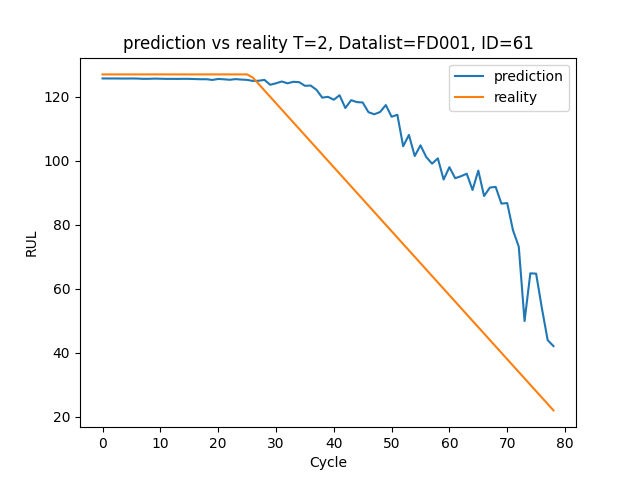 prediction vs reality T=2, Datalist=FD001, ID=61
prediction
reality
120
100
80
60
40
20
RUL
0 10 20 30 40 50 60 70 80
Cycle